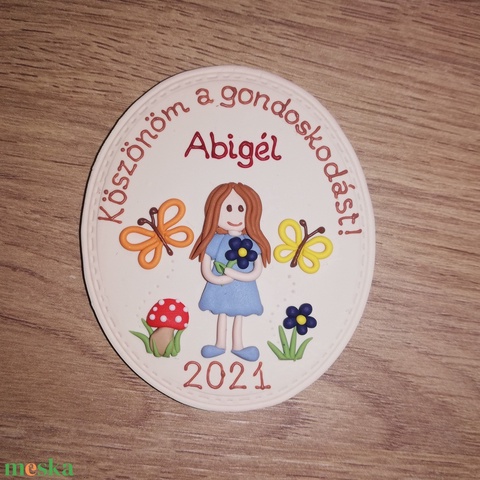 Köszönöm a gondoskodást!
Abigél
2021
meska